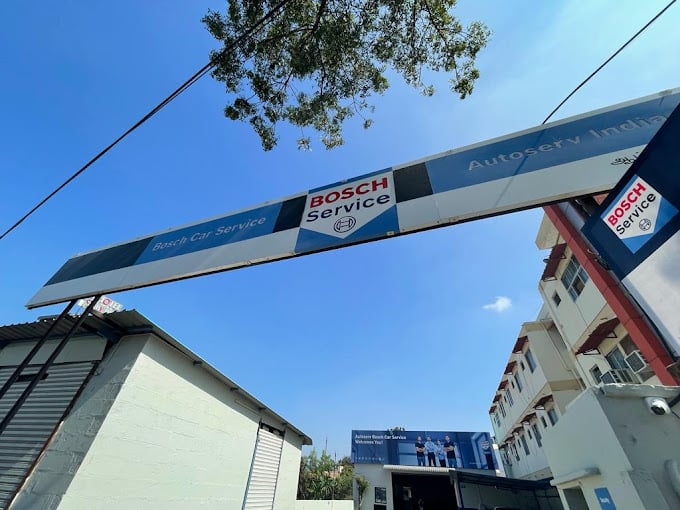 Bosch Car Service
BOSCH
Service
Autoserv India
BOSCH
Service
Autoserv Bosch Car Service
Welcomes You!